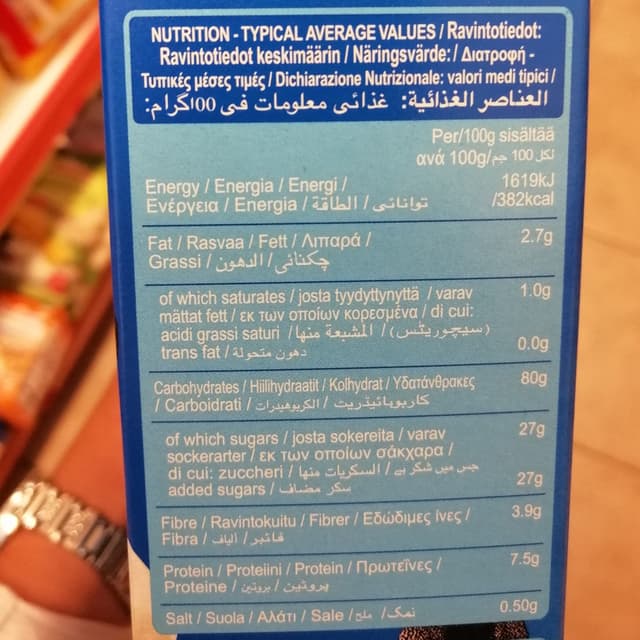 NUTRITION - TYPICAL AVERAGE VALUES / Ravintotiedot:
Ravintotiedot keskimäärin / Näringsvärde: / Διατροφή -
Τυπικές μέσες τιμές / Dichiarazione Nutrizionale: valori medi tipici /
العناصر الغذائية: غذائی معلومات فی 100گرام:
Per/100g sisältää
ανά 100g/لكل 100 جم
Energy / Energia / Energi / 1619kJ
Ενέργεια / Energia / توانائی / الطاقة /382kcal
Fat / Rasvaa / Fett / Λιπαρά / 2.7g
Grassi / چکنائی / الدهون
of which saturates / josta tyydyttynyttä / varav 1.0g
mättat fett / εκ των οποίων κορεσμένα / di cui:
acidi grassi saturi / المشبعة منها / (سیچوریٹس)
trans fat / دهون متحولة 0.0g
Carbohydrates / Hiilihydraatit / Kolhydrat / Υδατάνθρακες 80g
/ Carboidrati / الكربوهيدرات / کاربوہائیڈریٹ
of which sugars / josta sokereita / varav 27g
sockerarter / εκ των οποίων σάκχαρα /
di cui: zuccheri / السكريات منها / جس میں شکر ہے
added sugars / سكر مضاف 27g
Fibre / Ravintokuitu / Fibrer / Εδώδιμες ίνες / 3.9g
Fibra / الياف / فائبر
Protein / Proteiini / Protein / Πρωτεΐνες / 7.5g
Proteine / بروتين / پروٹین
Salt / Suola / Αλάτι / Sale / ملح / نمک 0.50g